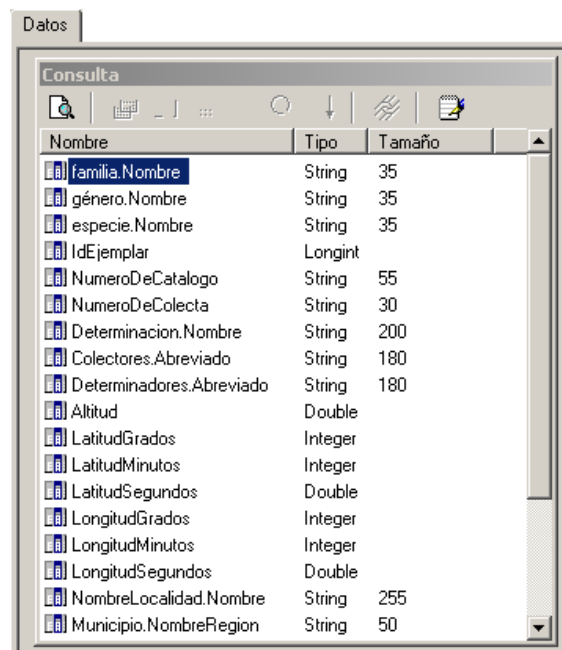 Datos
Consulta
Nombre Tipo Tamaño
familia.Nombre String 35
género.Nombre String 35
especie.Nombre String 35
IdEjemplar Longint
NumeroDeCatalogo String 55
NumeroDeColecta String 30
Determinacion.Nombre String 200
Colectores.Abreviado String 180
Determinadores.Abreviado String 180
Altitud Double
LatitudGrados Integer
LatitudMinutos Integer
LatitudSegundos Double
LongitudGrados Integer
LongitudMinutos Integer
LongitudSegundos Double
NombreLocalidad.Nombre String 255
Municipio.NombreRegion String 50